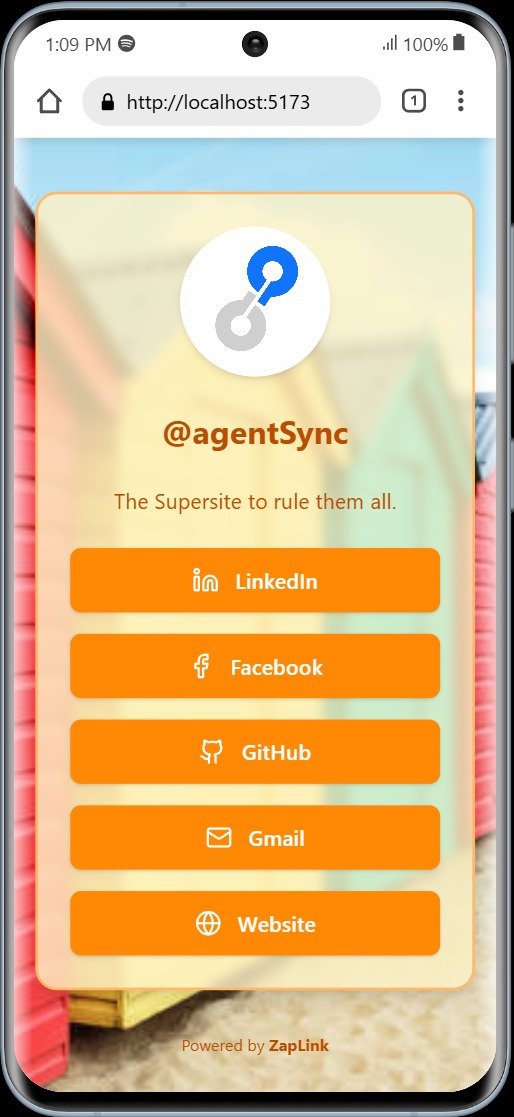 1:09 PM 100%
http://localhost:5173 1
@agentSync
The Supersite to rule them all.
LinkedIn
Facebook
GitHub
Gmail
Website
Powered by ZapLink